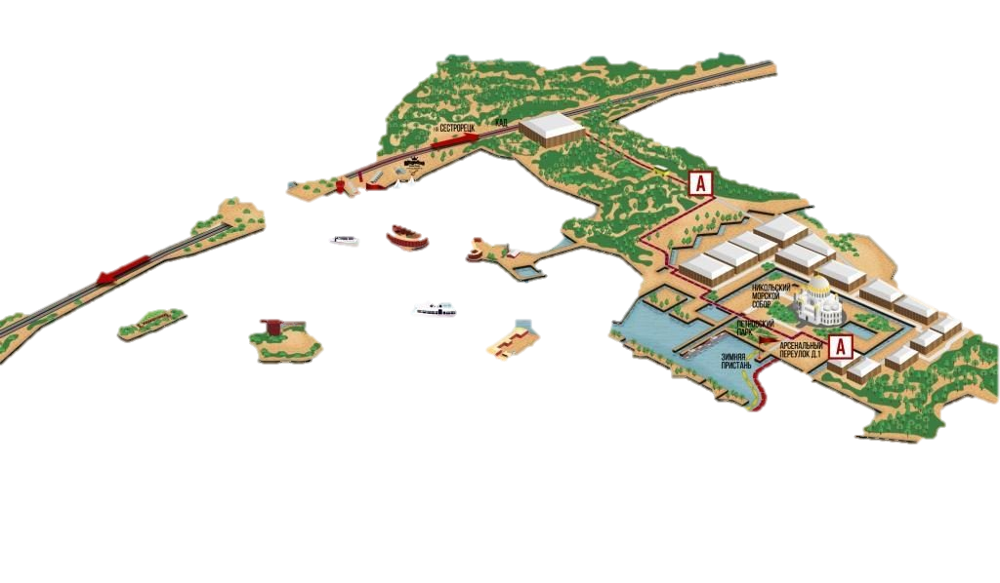 на СЕСТРОРЕЦК
КАД
А
НИКОЛЬСКИЙ
МОРСКОЙ
СОБОР
ПЕТРОВСКИЙ
ПАРК
АРСЕНАЛЬНЫЙ
ПЕРЕУЛОК Д.1
А
ЗИМНЯЯ
ПРИСТАНЬ